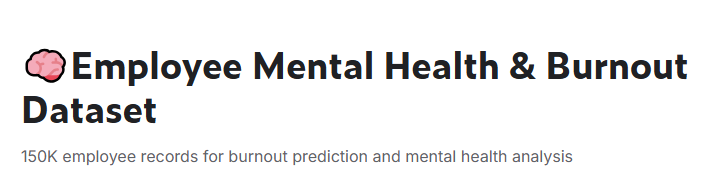 🧠Employee Mental Health & Burnout
Dataset
150K employee records for burnout prediction and mental health analysis